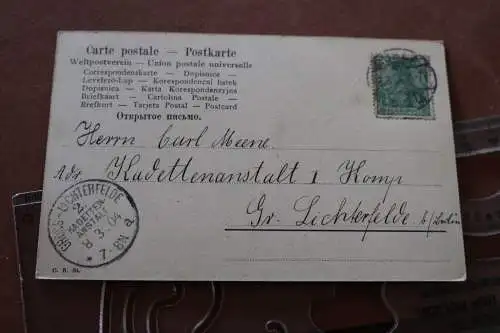 Carte postale — Postkarte
Weltpostverein — Union postale universelle
Correspondenzkarte — Dopisnice —
Levelező-Lap — Korespondenčni listek —
Dopisnica — Karta Korespondencyjna
Briefkaart — Cartolina Postale —
Brefkort — Tarjeta Postal — Postcard
Открытое письмо.
Herrn Carl Meene
Kadettenanstalt 1 Komp
Gr. Lichterfelde b/Berlin
GROSS-LICHTERFELDE
2.
KADETTEN-
ANSTALT
8.3.04
* 7-8N P